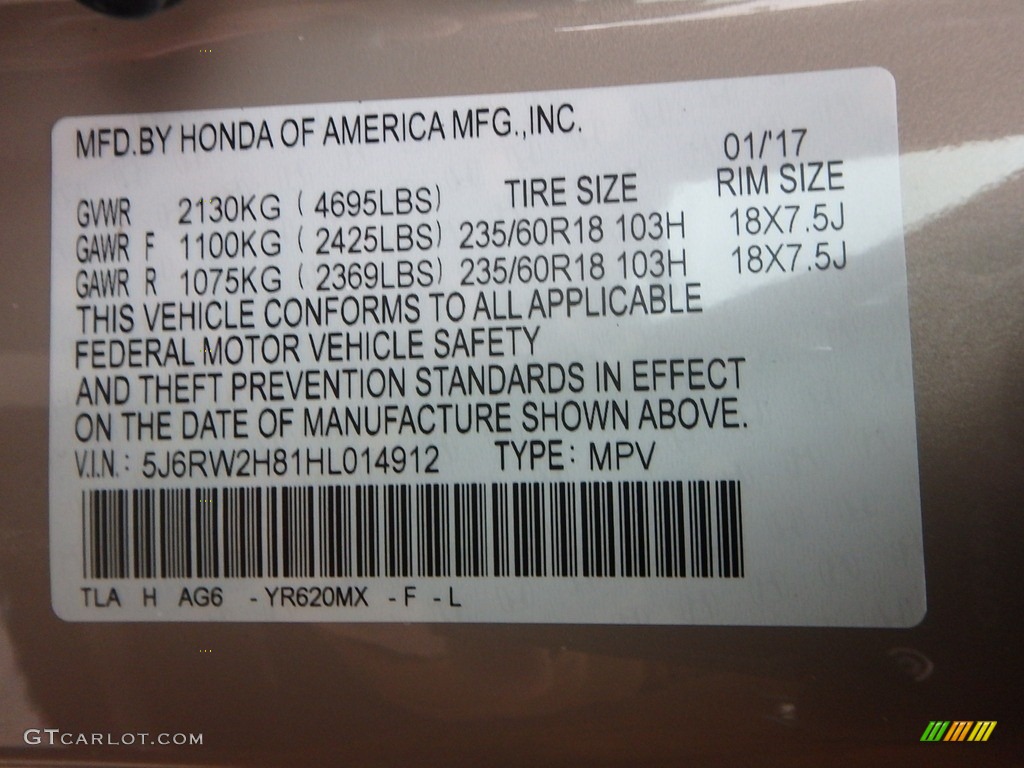 MFD.BY HONDA OF AMERICA MFG.,INC.
01/'17
GVWR 2130KG ( 4695LBS) TIRE SIZE RIM SIZE
GAWR F 1100KG ( 2425LBS) 235/60R18 103H 18X7.5J
GAWR R 1075KG ( 2369LBS) 235/60R18 103H 18X7.5J
THIS VEHICLE CONFORMS TO ALL APPLICABLE
FEDERAL MOTOR VEHICLE SAFETY
AND THEFT PREVENTION STANDARDS IN EFFECT
ON THE DATE OF MANUFACTURE SHOWN ABOVE.
V.I.N.: 5J6RW2H81HL014912 TYPE: MPV
TLA H AG6 -YR620MX -F -L
GTCARLOT.COM